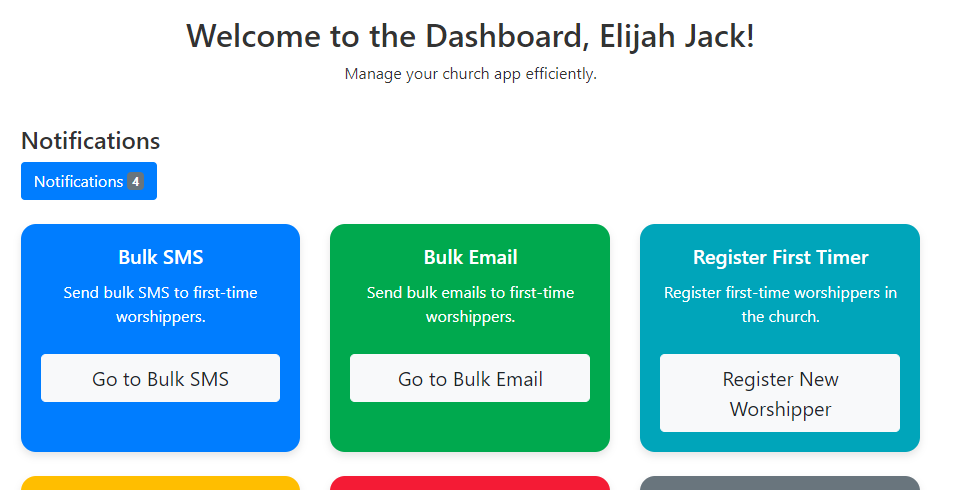 Welcome to the Dashboard, Elijah Jack!
Manage your church app efficiently.
Notifications
Notifications 4
Bulk SMS
Send bulk SMS to first-time
worshippers.
Go to Bulk SMS
Bulk Email
Send bulk emails to first-time
worshippers.
Go to Bulk Email
Register First Timer
Register first-time worshippers in
the church.
Register New
Worshipper